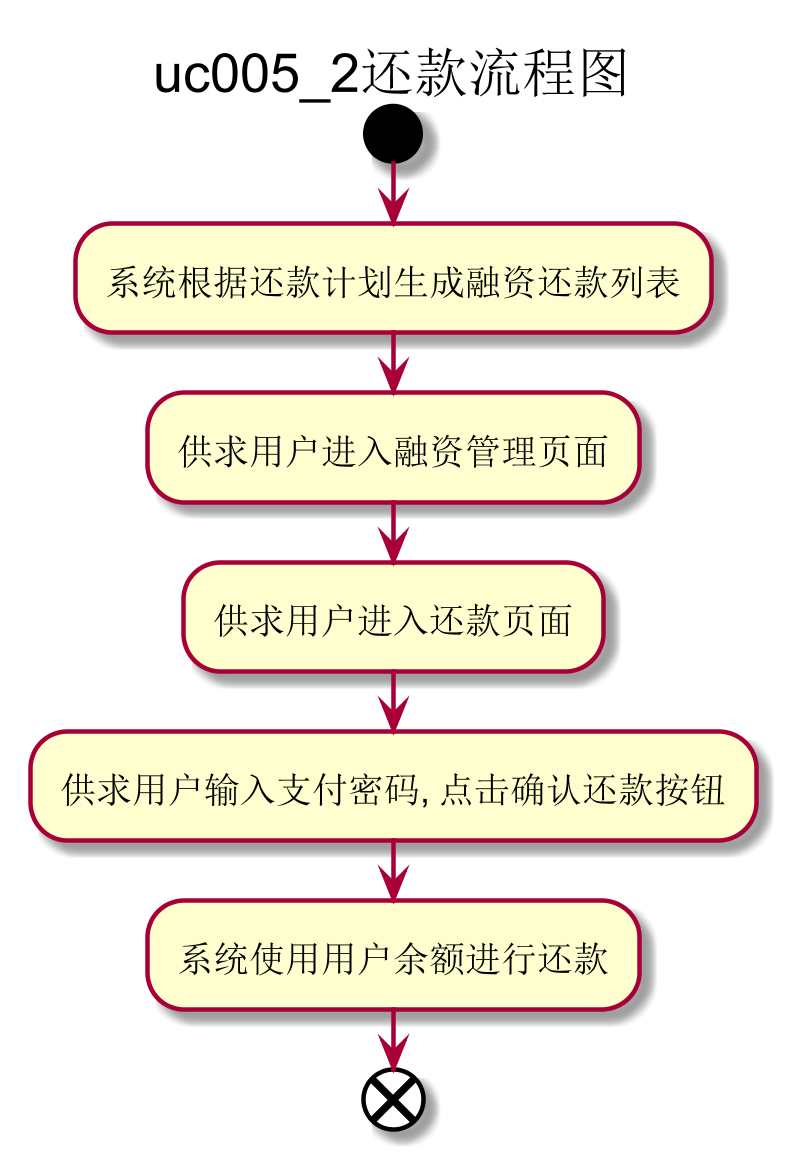 uc005_2还款流程图
系统根据还款计划生成融资还款列表
供求用户进入融资管理页面
供求用户进入还款页面
供求用户输入支付密码, 点击确认还款按钮
系统使用用户余额进行还款